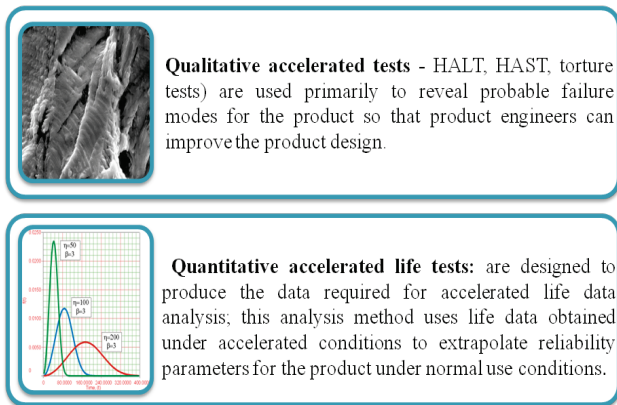 Qualitative accelerated tests - HALT, HAST, torture
tests) are used primarily to reveal probable failure
modes for the product so that product engineers can
improve the product design.
η=50
β=3
η=100
β=3
η=200
β=3
Quantitative accelerated life tests: are designed to
produce the data required for accelerated life data
analysis; this analysis method uses life data obtained
under accelerated conditions to extrapolate reliability
parameters for the product under normal use conditions.